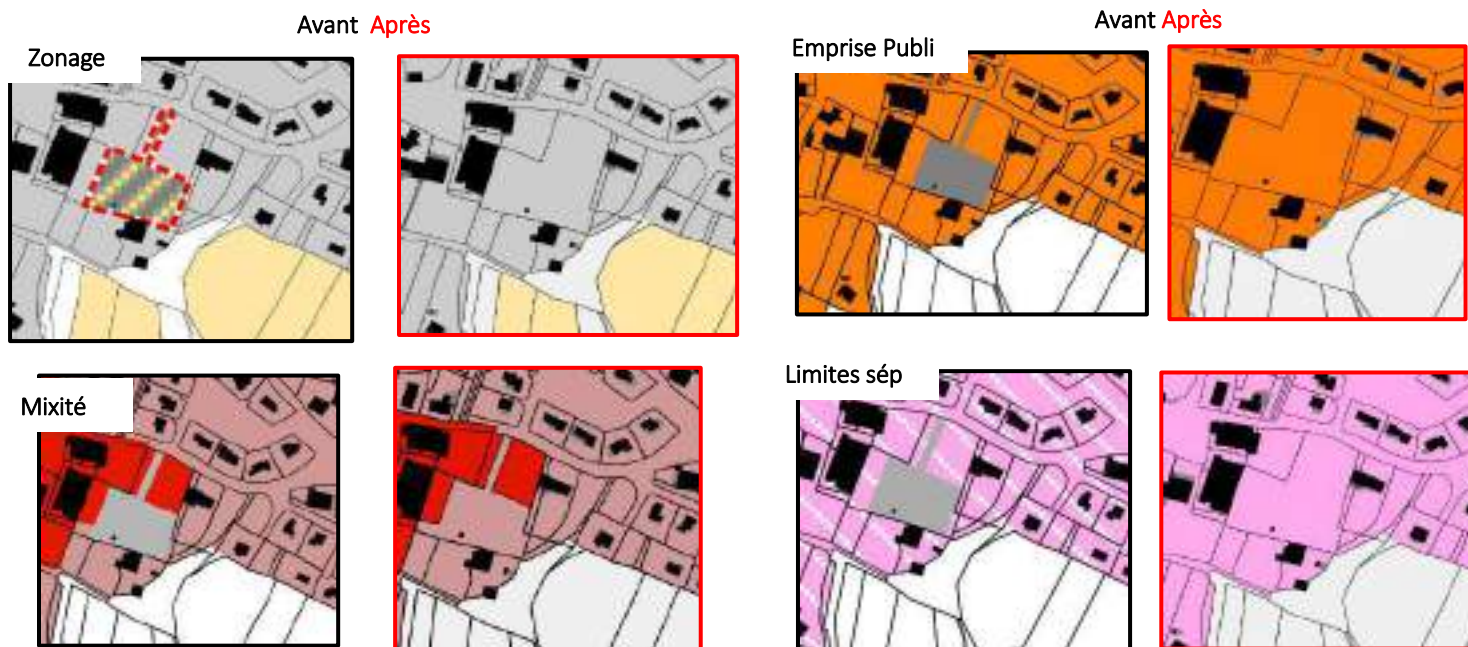 Avant Après
Zonage
Avant Après
Emprise Publi
Mixité
Limites sép